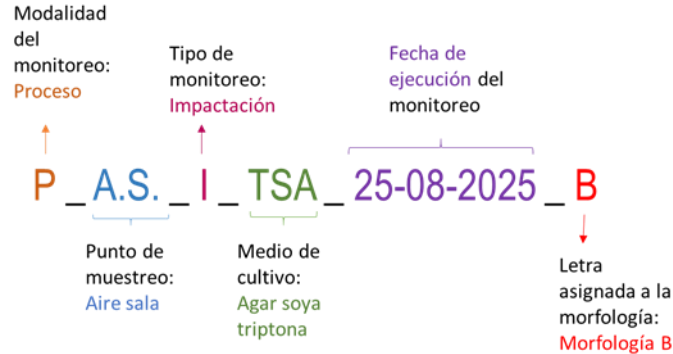 Modalidad
del
monitoreo:
Proceso
Tipo de
monitoreo:
Impactación
Fecha de
ejecución del
monitoreo
P _ A.S. _ I _ TSA _ 25-08-2025 _ B
Punto de
muestreo:
Aire sala
Medio de
cultivo:
Agar soya
triptona
Letra
asignada a la
morfología:
Morfología B